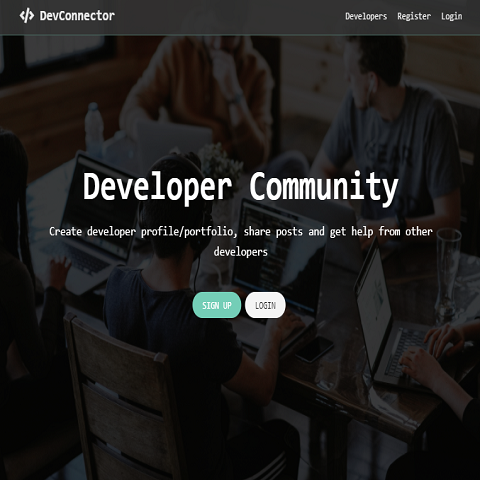 DevConnector
Developers Register Login
Developer Community
Create developer profile/portfolio, share posts and get help from other
developers
SIGN UP LOGIN